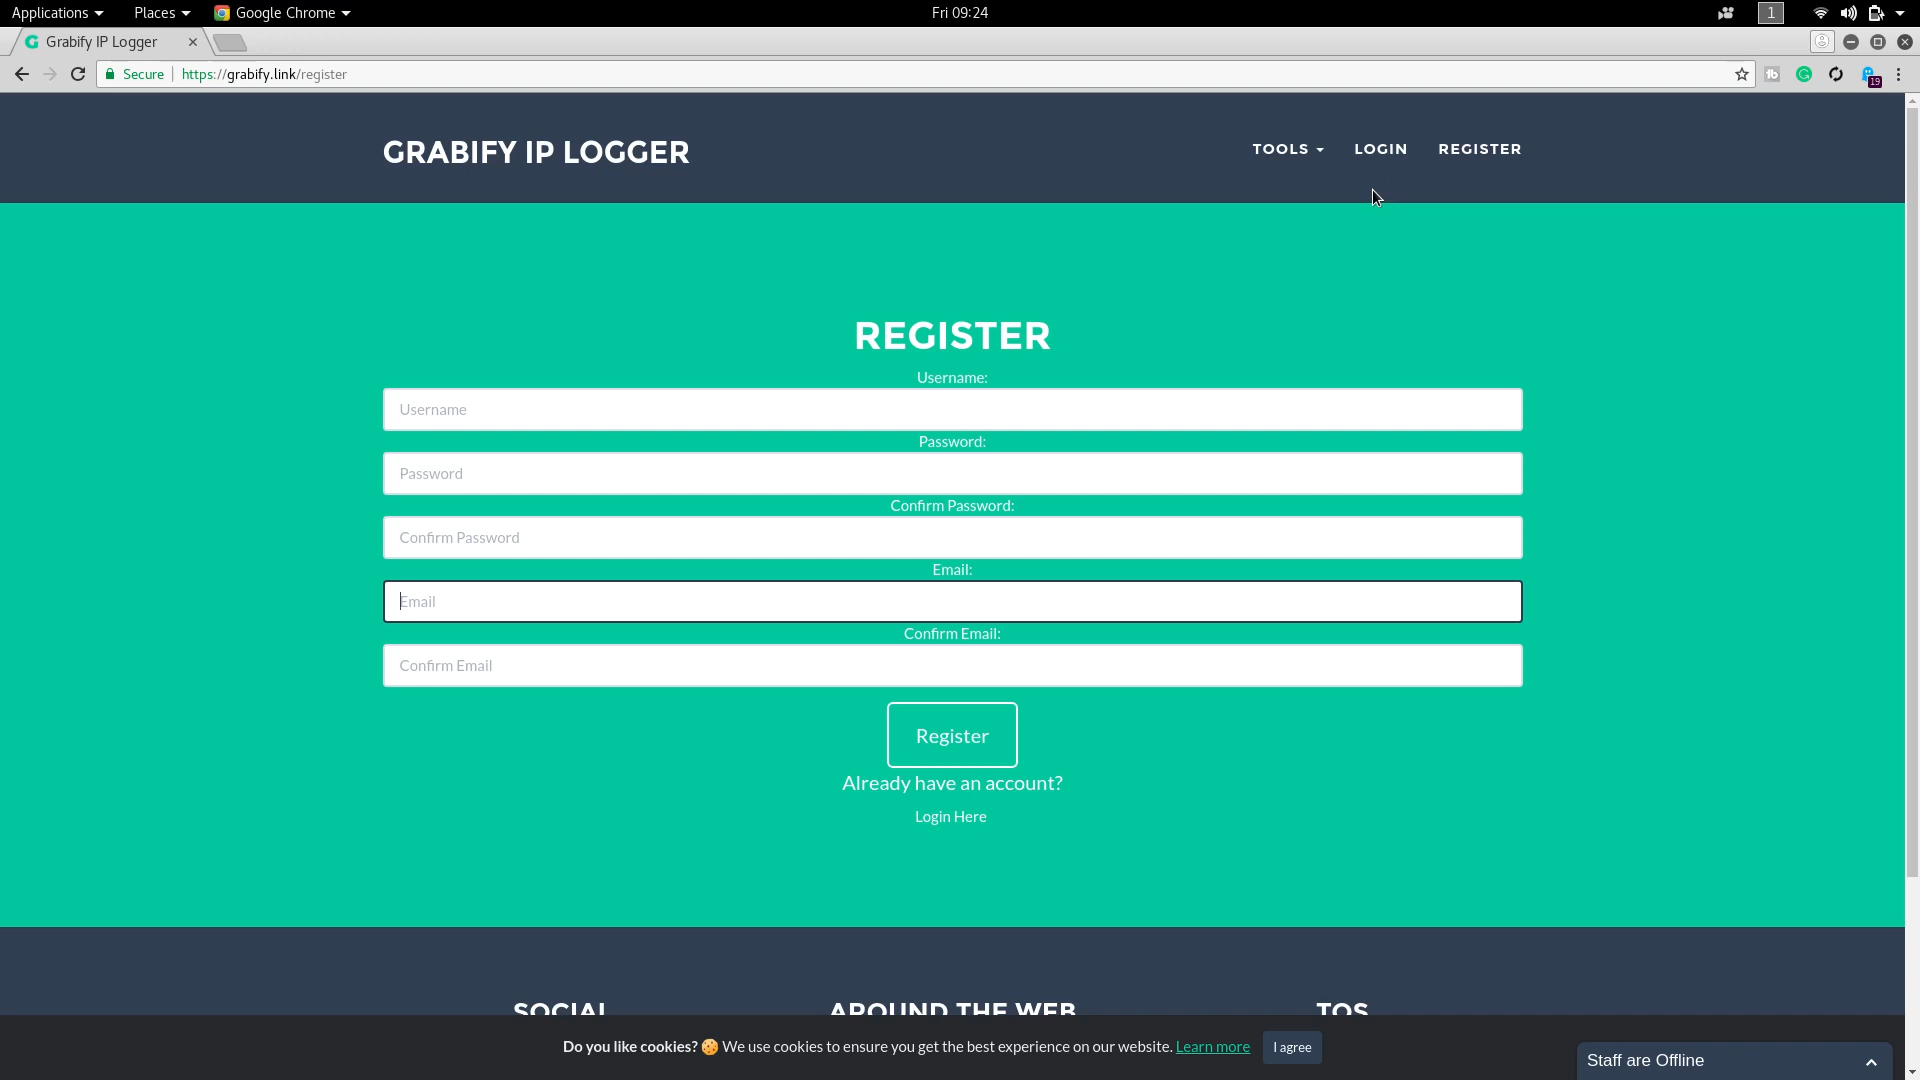 Applications Places Google Chrome Fri 09:24 1
Grabify IP Logger
Secure https://grabify.link/register 19
GRABIFY IP LOGGER TOOLS LOGIN REGISTER
REGISTER
Username:
Username
Password:
Password
Confirm Password:
Confirm Password
Email:
Email
Confirm Email:
Confirm Email
Register
Already have an account?
Login Here
SOCIAL AROUND THE WEB TOS
Do you like cookies? 🍪 We use cookies to ensure you get the best experience on our website. Learn more I agree
Staff are Offline